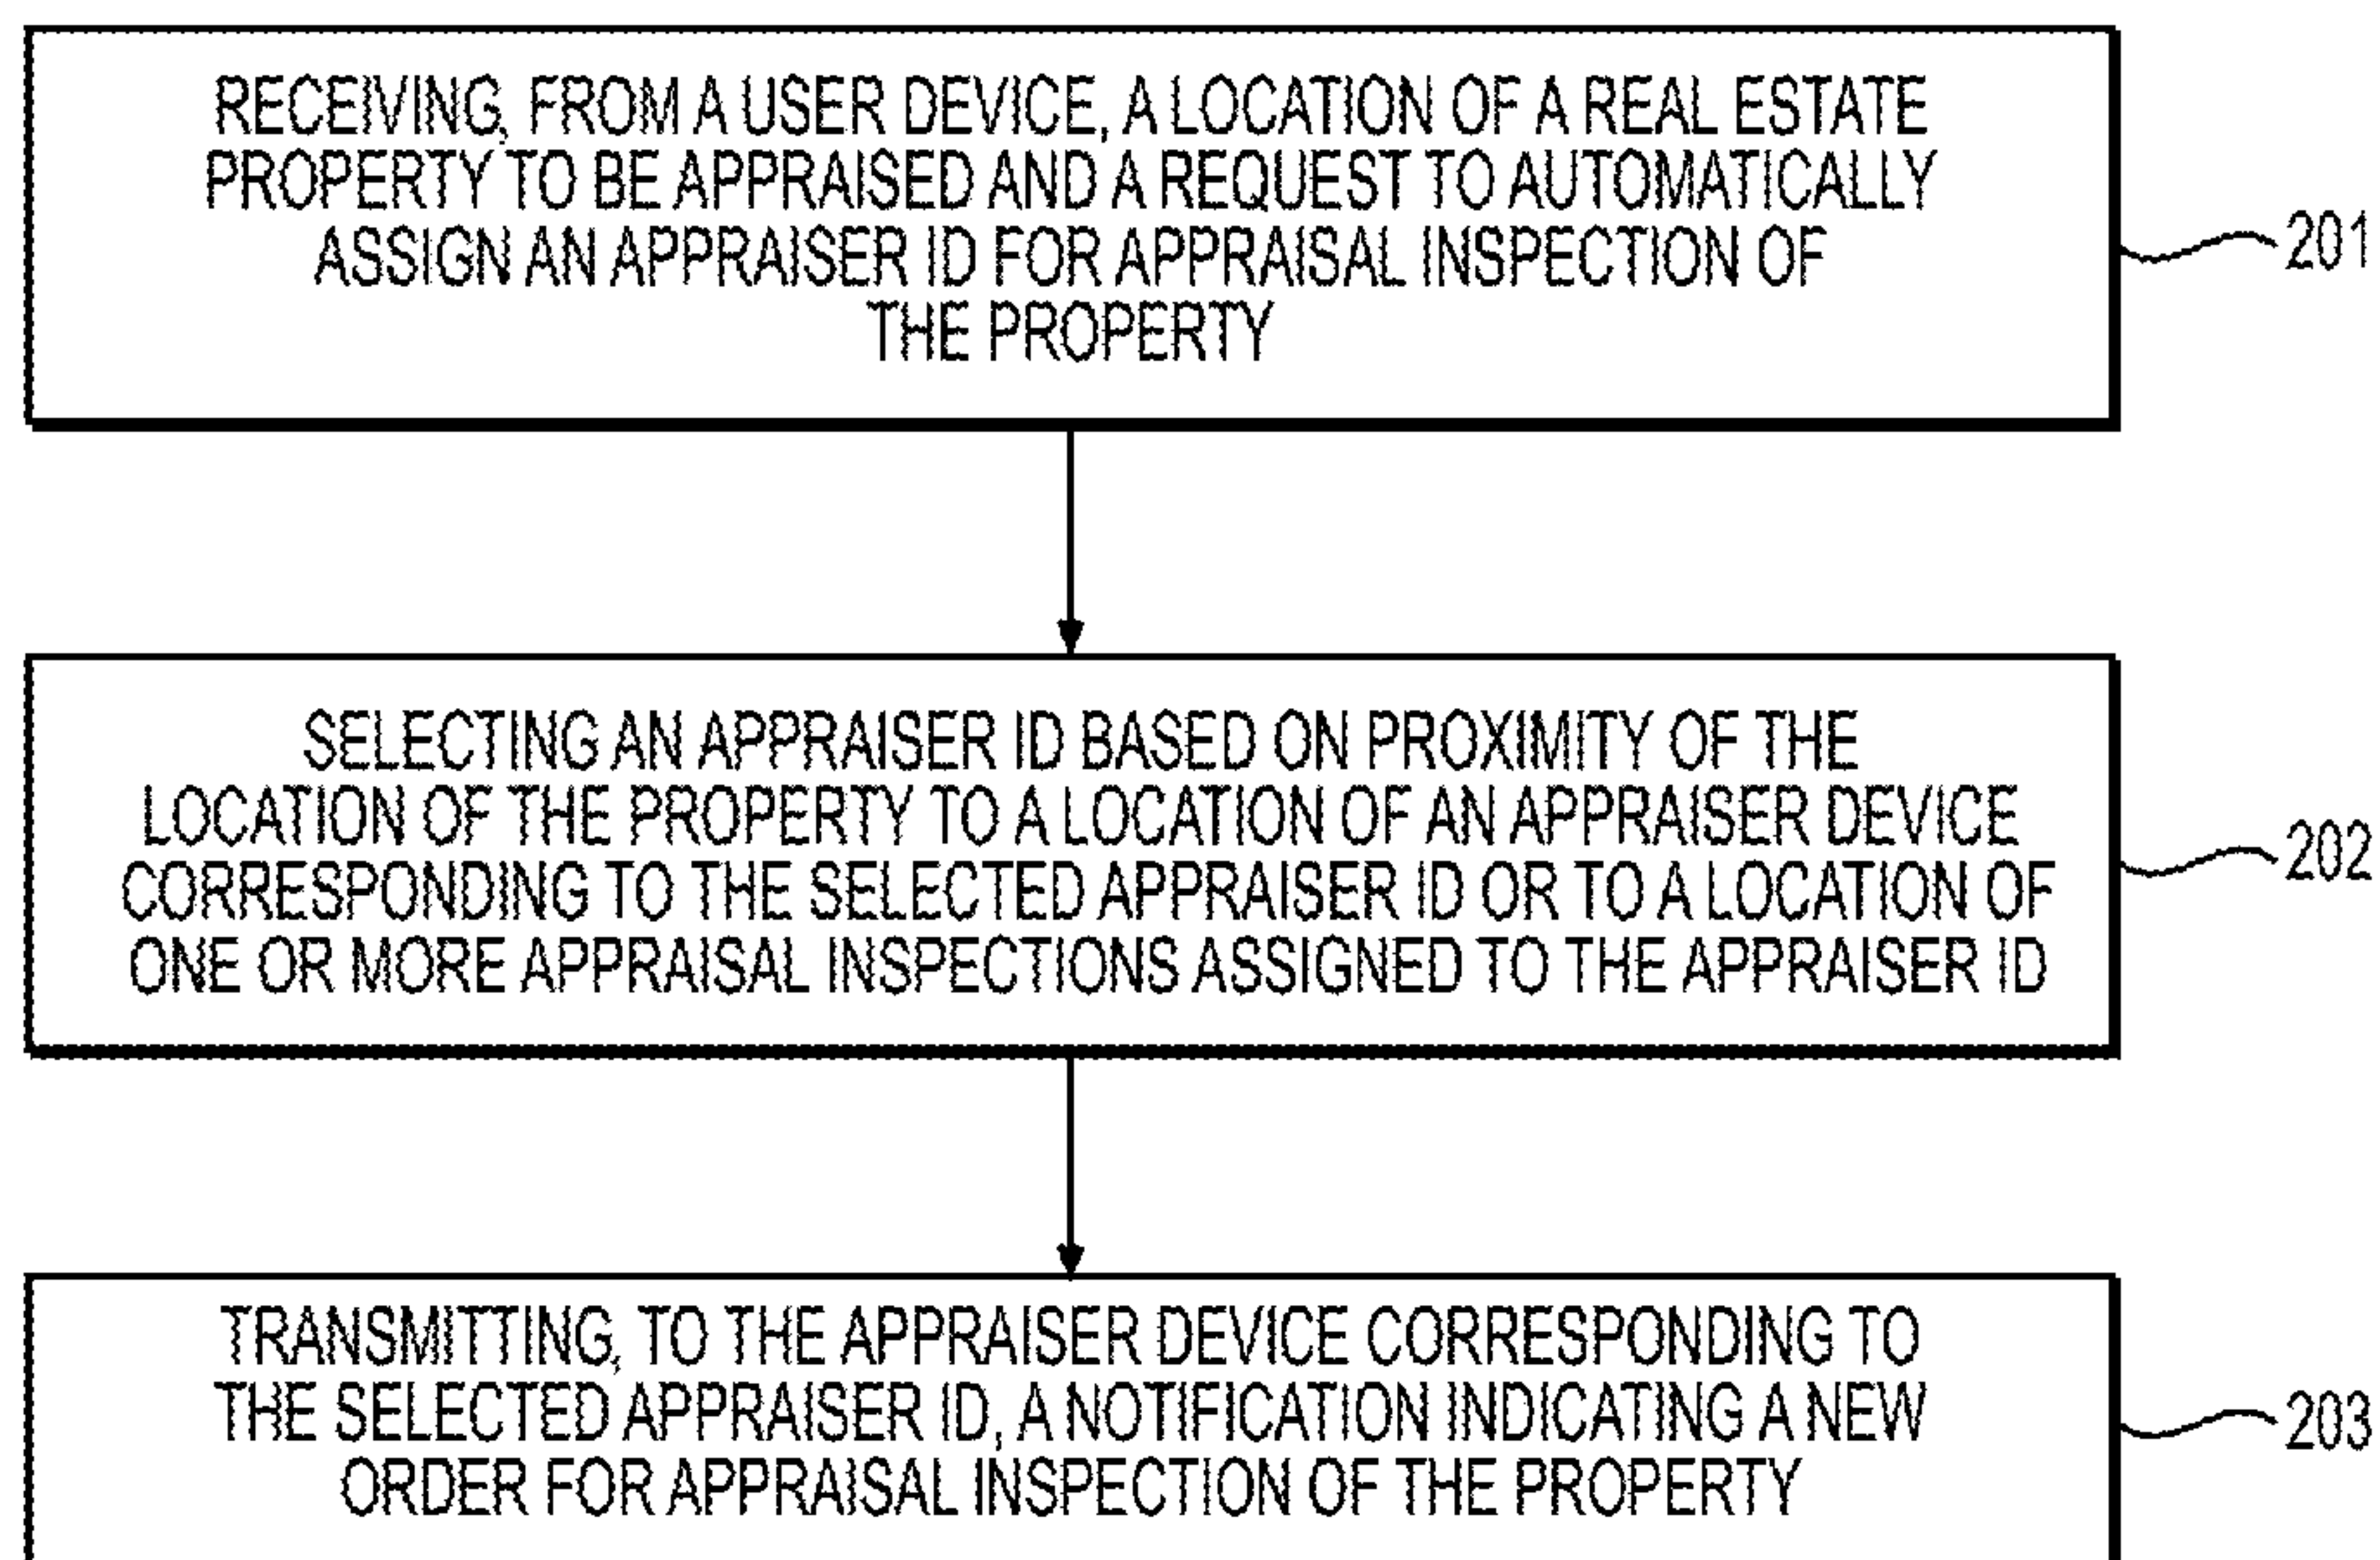 RECEIVING, FROM A USER DEVICE, A LOCATION OF A REAL ESTATE
PROPERTY TO BE APPRAISED AND A REQUEST TO AUTOMATICALLY
ASSIGN AN APPRAISER ID FOR APPRAISAL INSPECTION OF
THE PROPERTY
201
SELECTING AN APPRAISER ID BASED ON PROXIMITY OF THE
LOCATION OF THE PROPERTY TO A LOCATION OF AN APPRAISER DEVICE
CORRESPONDING TO THE SELECTED APPRAISER ID OR TO A LOCATION OF
ONE OR MORE APPRAISAL INSPECTIONS ASSIGNED TO THE APPRAISER ID
202
TRANSMITTING, TO THE APPRAISER DEVICE CORRESPONDING TO
THE SELECTED APPRAISER ID, A NOTIFICATION INDICATING A NEW
ORDER FOR APPRAISAL INSPECTION OF THE PROPERTY
203